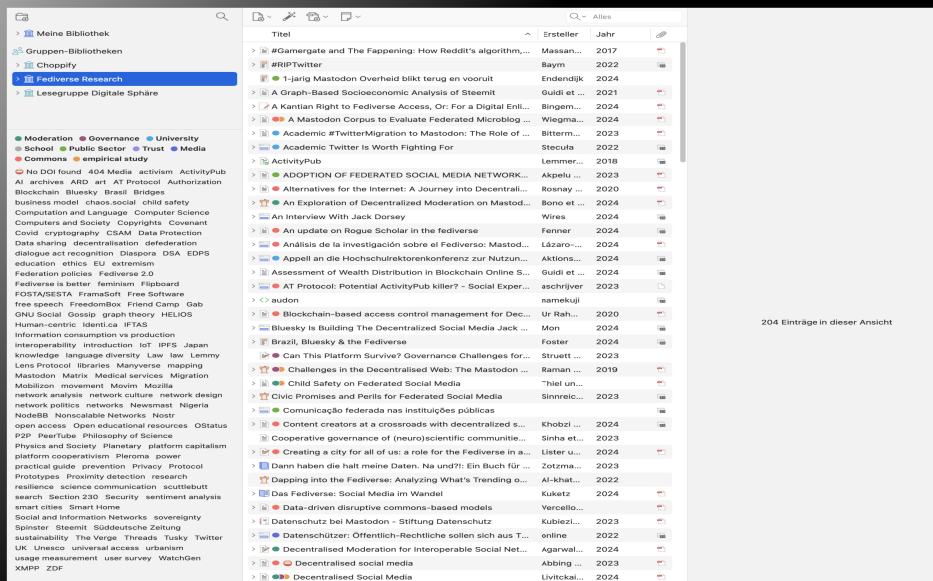 Meine Bibliothek
Gruppen-Bibliotheken
Choppify
Fediverse Research
Lesegruppe Digitale Sphäre
Moderation Governance University
School Public Sector Trust Media
Commons empirical study
No DOI found 404 Media activism ActivityPub
AI archives ARD art AT Protocol Authorization
Blockchain Bluesky Brasil Bridges
business model chaos.social child safety
Computation and Language Computer Science
Computers and Society Copyrights Covenant
Covid cryptography CSAM Data Protection
Data sharing decentralisation defederation
dialogue act recognition Diaspora DSA EDPS
education ethics EU extremism
Federation policies Fediverse 2.0
Fediverse is better feminism Flipboard
FOSTA/SESTA FramaSoft Free Software
free speech FreedomBox Friend Camp Gab
GNU Social Gossip graph theory HELIOS
Human-centric Identi.ca IFTAS
Information consumption vs production
interoperability introduction IoT IPFS Japan
knowledge language diversity Law law Lemmy
Lens Protocol libraries Manyverse mapping
Mastodon Matrix Medical services Migration
Mobilizon movement Movim Mozilla
network analysis network culture network design
network politics networks Newsmast Nigeria
NodeBB Nonscalable Networks Nostr
open access Open educational resources OStatus
P2P PeerTube Philosophy of Science
Physics and Society Planetary platform capitalism
platform cooperativism Pleroma power
practical guide prevention Privacy Protocol
Prototypes Proximity detection research
resilience science communication scuttlebutt
search Section 230 Security sentiment analysis
smart cities Smart Home
Social and Information Networks sovereignty
Spinster Steemit Süddeutsche Zeitung
sustainability The Verge Threads Tusky Twitter
UK Unesco universal access urbanism
usage measurement user survey WatchGen
XMPP ZDF
Alles
Titel Ersteller Jahr
#Gamergate and The Fappening: How Reddit's algorithm,... Massan... 2017
#RIPTwitter Baym 2022
1-jarig Mastodon Overheid blikt terug en vooruit Endendijk 2024
A Graph-Based Socioeconomic Analysis of Steemit Guidi et ... 2021
A Kantian Right to Fediverse Access, Or: For a Digital Enli... Bingem... 2024
A Mastodon Corpus to Evaluate Federated Microblog ... Wiegma... 2024
Academic #TwitterMigration to Mastodon: The Role of ... Bitterm... 2023
Academic Twitter Is Worth Fighting For Stecuła 2022
ActivityPub Lemmer... 2018
ADOPTION OF FEDERATED SOCIAL MEDIA NETWORK... Akpelu ... 2023
Alternatives for the Internet: A Journey into Decentrali... Rosnay ... 2020
An Exploration of Decentralized Moderation on Mastod... Bono et ... 2024
An Interview With Jack Dorsey Wires 2024
An update on Rogue Scholar in the fediverse Fenner 2024
Análisis de la investigación sobre el Fediverso: Mastod... Lázaro-... 2024
Appell an die Hochschulrektorenkonferenz zur Nutzun... Aktions... 2024
Assessment of Wealth Distribution in Blockchain Online S... Guidi et ... 2024
AT Protocol: Potential ActivityPub killer? - Social Exper... aschrijver 2023
audon namekuji
Blockchain-based access control management for Dec... Ur Rah... 2020
Bluesky Is Building The Decentralized Social Media Jack ... Mon 2024
Brazil, Bluesky & the Fediverse Foster 2024
Can This Platform Survive? Governance Challenges for... Struett ... 2023
Challenges in the Decentralised Web: The Mastodon ... Raman ... 2019
Child Safety on Federated Social Media Thiel un... 2023
Civic Promises and Perils for Federated Social Media Sinnreic... 2023
Comunicação federada nas instituições públicas
Content creators at a crossroads with decentralized s... Khobzi ... 2024
Cooperative governance of (neuro)scientific communitie... Sinha et... 2023
Creating a city for all of us: a role for the Fediverse in a... Lister u... 2024
Dann haben die halt meine Daten. Na und?!: Ein Buch für ... Zotzma... 2023
Dapping into the Fediverse: Analyzing What's Trending o... Al-khat... 2022
Das Fediverse: Social Media im Wandel Kuketz 2024
Data-driven disruptive commons-based models Vercello...
Datenschutz bei Mastodon - Stiftung Datenschutz Kubiezi... 2023
Datenschützer: Öffentlich-Rechtliche sollen sich aus T... online 2022
Decentralised Moderation for Interoperable Social Net... Agarwal... 2024
Decentralised social media Abbing ... 2023
Decentralised Social Media Livitckai... 2024
204 Einträge in dieser Ansicht